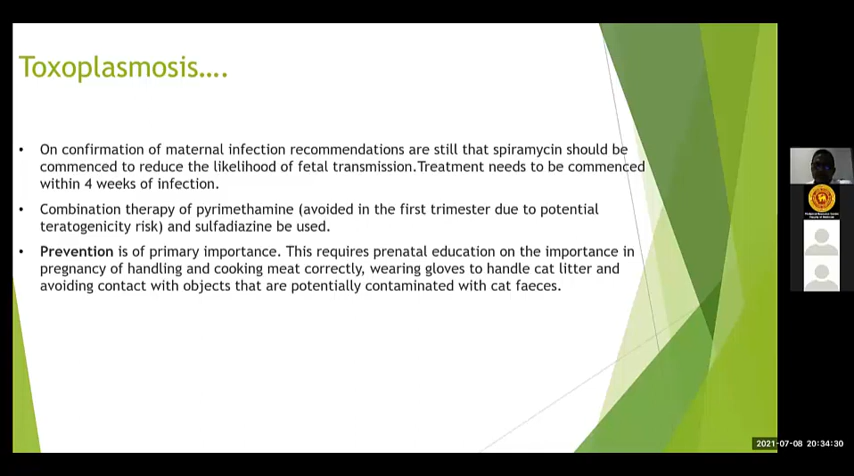 Toxoplasmosis....
• On confirmation of maternal infection recommendations are still that spiramycin should be
commenced to reduce the likelihood of fetal transmission.Treatment needs to be commenced
within 4 weeks of infection.
• Combination therapy of pyrimethamine (avoided in the first trimester due to potential
teratogenicity risk) and sulfadiazine be used.
• Prevention is of primary importance. This requires prenatal education on the importance in
pregnancy of handling and cooking meat correctly, wearing gloves to handle cat litter and
avoiding contact with objects that are potentially contaminated with cat faeces.
2021-07-08 20:34:30